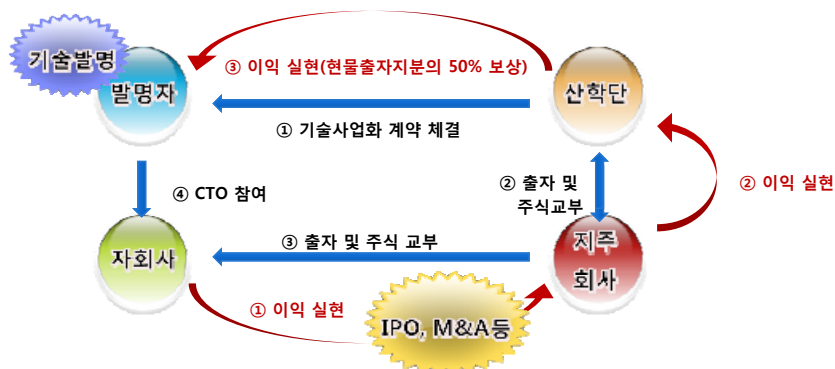 기술발명
발명자
③ 이익 실현(현물출자지분의 50% 보상)
산학단
① 기술사업화 계약 체결
④ CTO 참여
② 출자 및
주식교부
② 이익 실현
자회사
③ 출자 및 주식 교부
지주
회사
① 이익 실현
IPO, M&A등